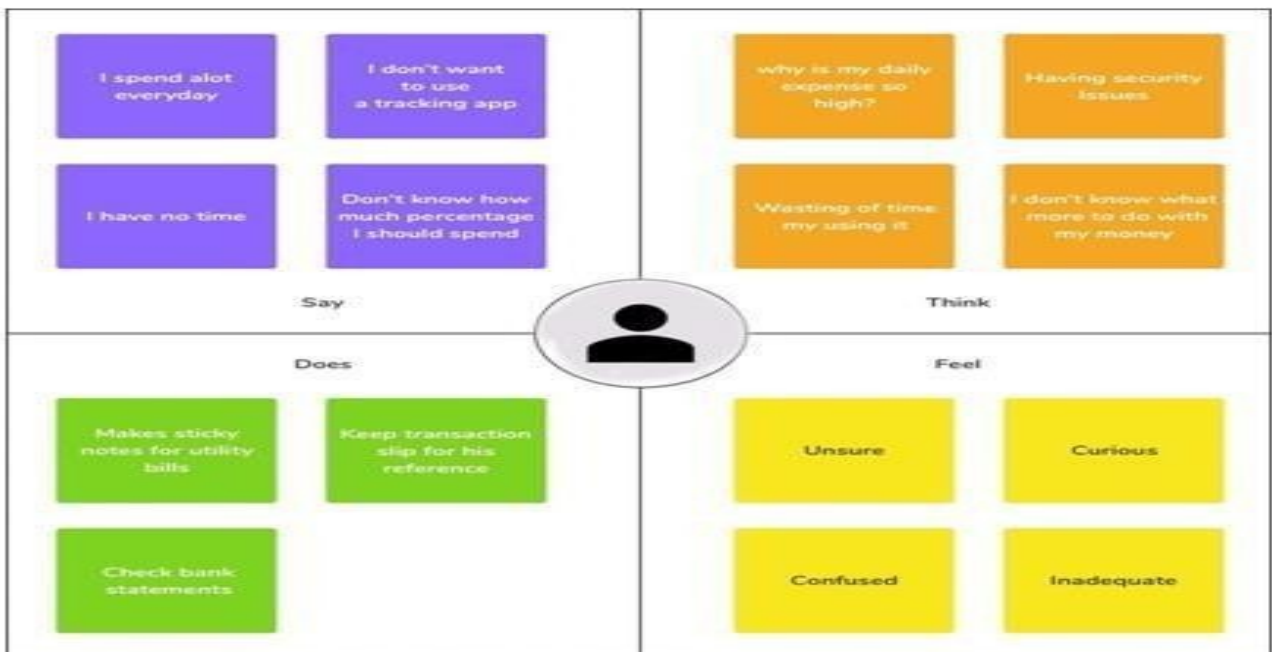 I spend alot
everyday
I don't want
to use
a tracking app
I have no time
Don't know how
much percentage
I should spend
Say
why is my daily
expense so
high?
Having security
Issues
Wasting of time
my using it
I don't know what
more to do with
my money
Think
Does
Makes sticky
notes for utility
bills
Keep transaction
slip for his
reference
Check bank
statements
Feel
Unsure
Curious
Confused
Inadequate